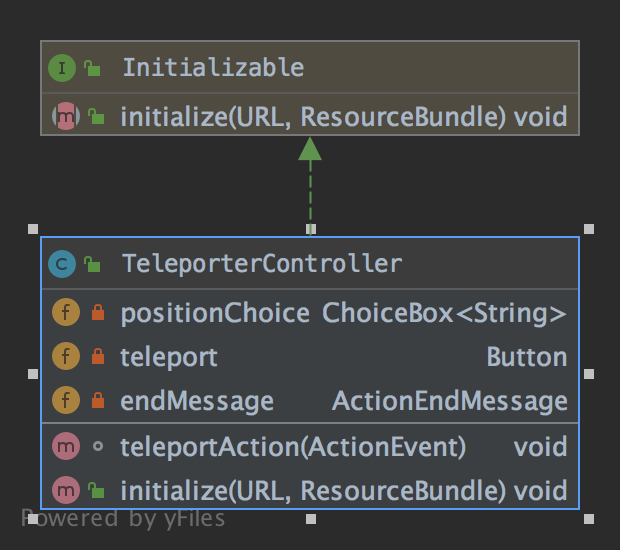 I Initializable
m initialize(URL, ResourceBundle) void
C TeleporterController
f positionChoice ChoiceBox<String>
f teleport Button
f endMessage ActionEndMessage
m teleportAction(ActionEvent) void
m initialize(URL, ResourceBundle) void
Powered by yFiles